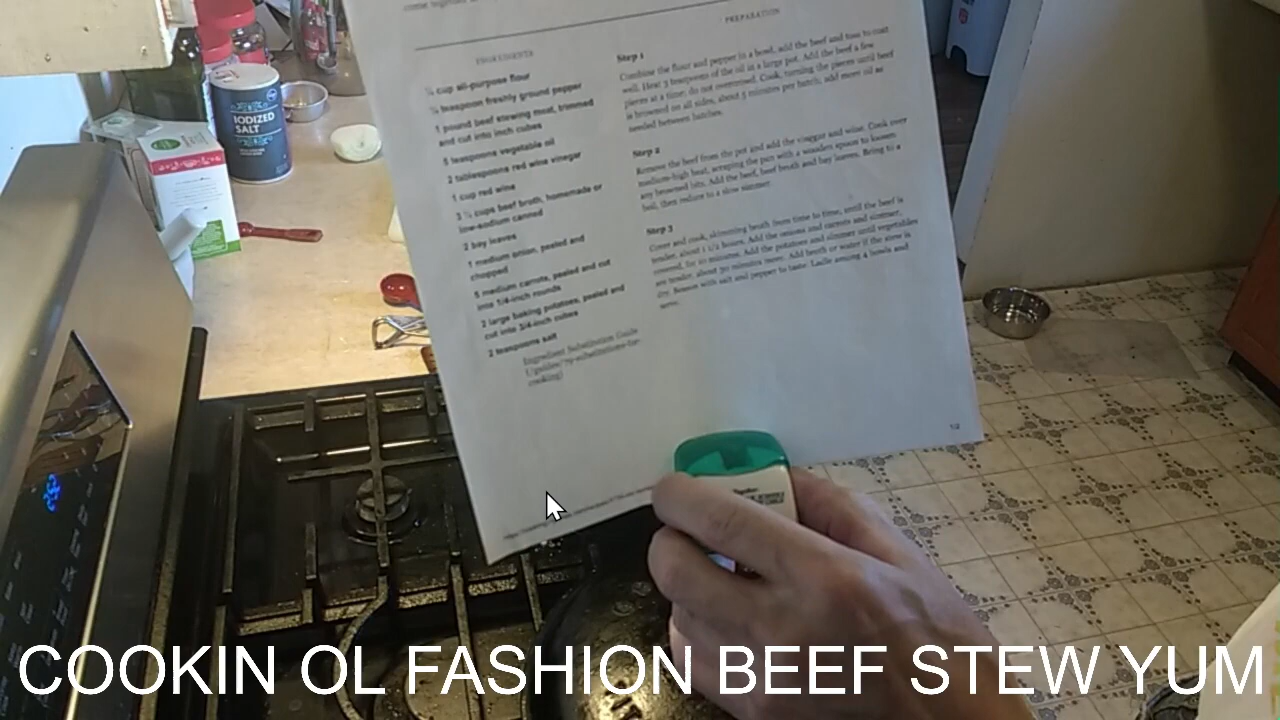 PREPARATION
INGREDIENTS
¼ cup all-purpose flour
teaspoon freshly ground pepper
1 pound beef stewing meat, trimmed
and cut into inch cubes
5 teaspoons vegetable oil
2 tablespoons red wine vinegar
1 cup red wine
3 ½ cups beef broth, homemade or
low-sodium canned
2 bay leaves
1 medium onion, peeled and
chopped
5 medium carrots, peeled and cut
into 1/4-inch rounds
2 large baking potatoes, peeled and
cut into 3/4-inch cubes
2 teaspoons salt
Ingredient Substitution Guide
cooking)
Step 1
Combine the flour and pepper in a bowl, add the beef and toss to coat
well. Heat 3 teaspoons of the oil in a large pot. Add the beef a few
pieces at a time; do not overcrowd. Cook, turning the pieces until beef
is browned on all sides, about 5 minutes per batch; add more oil as
needed between batches.
Step 2
Remove the beef from the pot and add the vinegar and wine. Cook over
medium-high heat, scraping the pan with a wooden spoon to loosen
any browned bits. Add the beef, beef broth and bay leaves. Bring to a
boil, then reduce to a slow simmer.
Step 3
Cover and cook, skimming broth from time to time, until the beef is
tender, about 1 1/2 hours. Add the onions and carrots and simmer,
covered, for 10 minutes. Add the potatoes and simmer until vegetables
are tender, about 30 minutes more. Add broth or water if the stew is
dry. Season with salt and pepper to taste. Ladle among 4 bowls and
serve.
1/2
IODIZED
SALT
COOKIN OL FASHION BEEF STEW YUM